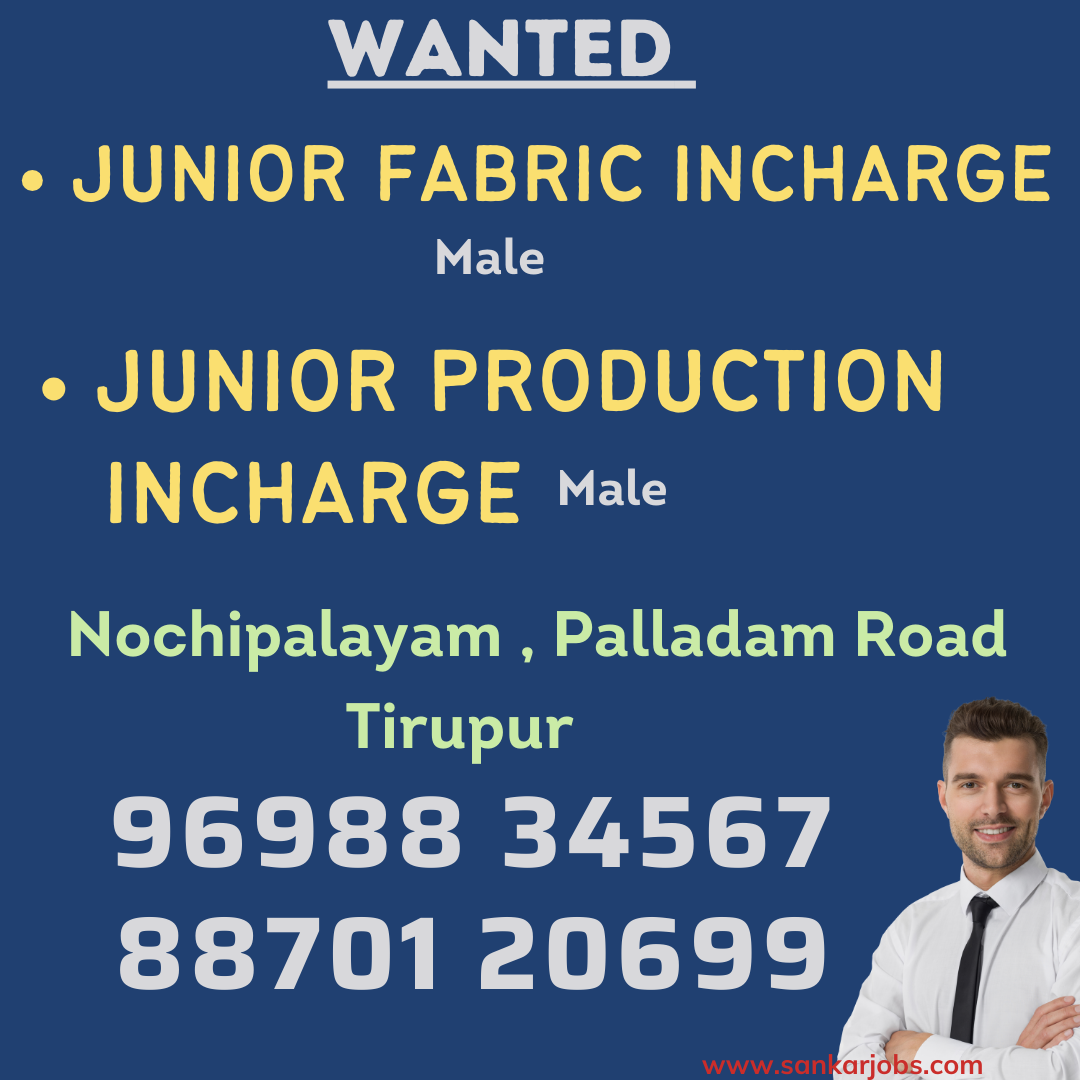 WANTED
• JUNIOR FABRIC INCHARGE
Male
• JUNIOR PRODUCTION
INCHARGE Male
Nochipalayam , Palladam Road
Tirupur
96988 34567
88701 20699
www.sankarjobs.com